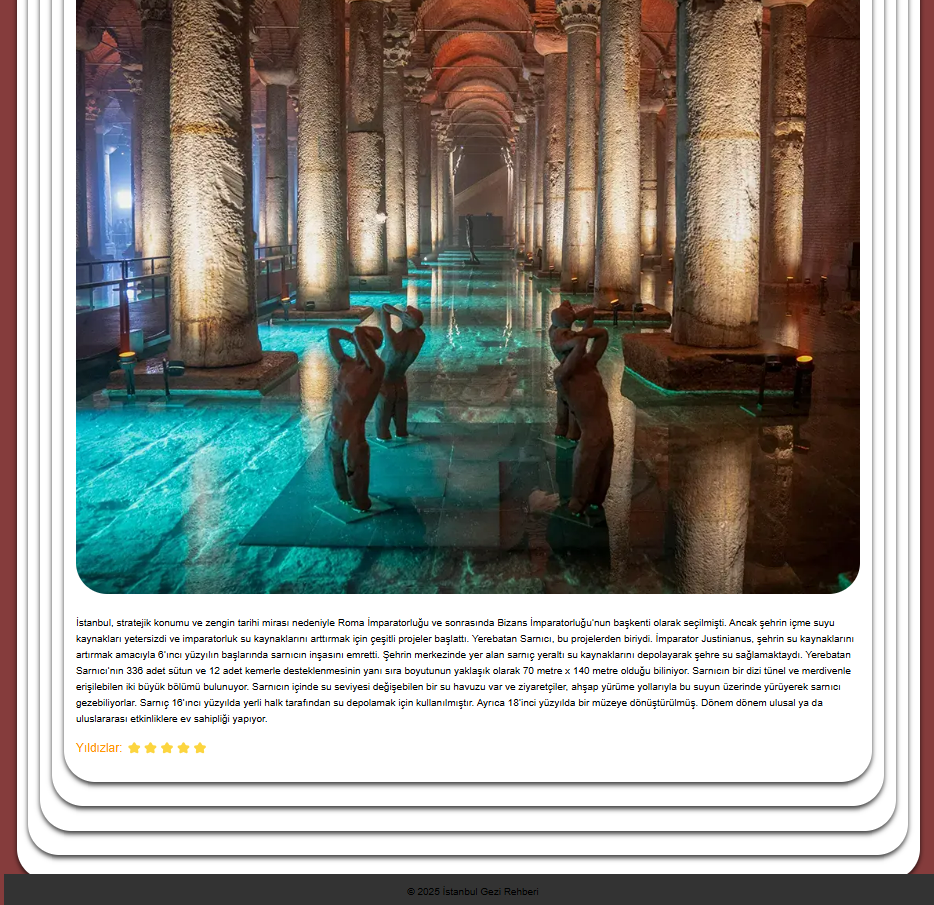 İstanbul, stratejik konumu ve zengin tarihi mirası nedeniyle Roma İmparatorluğu ve sonrasında Bizans İmparatorluğu'nun başkenti olarak seçilmişti. Ancak şehrin içme suyu
kaynakları yetersizdi ve imparatorluk su kaynaklarını arttırmak için çeşitli projeler başlattı. Yerebatan Sarnıcı, bu projelerden biriydi. İmparator Justinianus, şehrin su kaynaklarını
artırmak amacıyla 6'ıncı yüzyılın başlarında sarnıcın inşasını emretti. Şehrin merkezinde yer alan sarnıç yeraltı su kaynaklarını depolayarak şehre su sağlamaktaydı. Yerebatan
Sarnıcı'nın 336 adet sütun ve 12 adet kemerle desteklenmesinin yanı sıra boyutunun yaklaşık olarak 70 metre x 140 metre olduğu biliniyor. Sarnıcın bir dizi tünel ve merdivenle
erişilebilen iki büyük bölümü bulunuyor. Sarnıcın içinde su seviyesi değişebilen bir su havuzu var ve ziyaretçiler, ahşap yürüme yollarıyla bu suyun üzerinde yürüyerek sarnıcı
gezebiliyorlar. Sarnıç 16'ıncı yüzyılda yerli halk tarafından su depolamak için kullanılmıştır. Ayrıca 18'inci yüzyılda bir müzeye dönüştürülmüş. Dönem dönem ulusal ya da
uluslararası etkinliklere ev sahipliği yapıyor.
Yıldızlar:
© 2025 İstanbul Gezi Rehberi